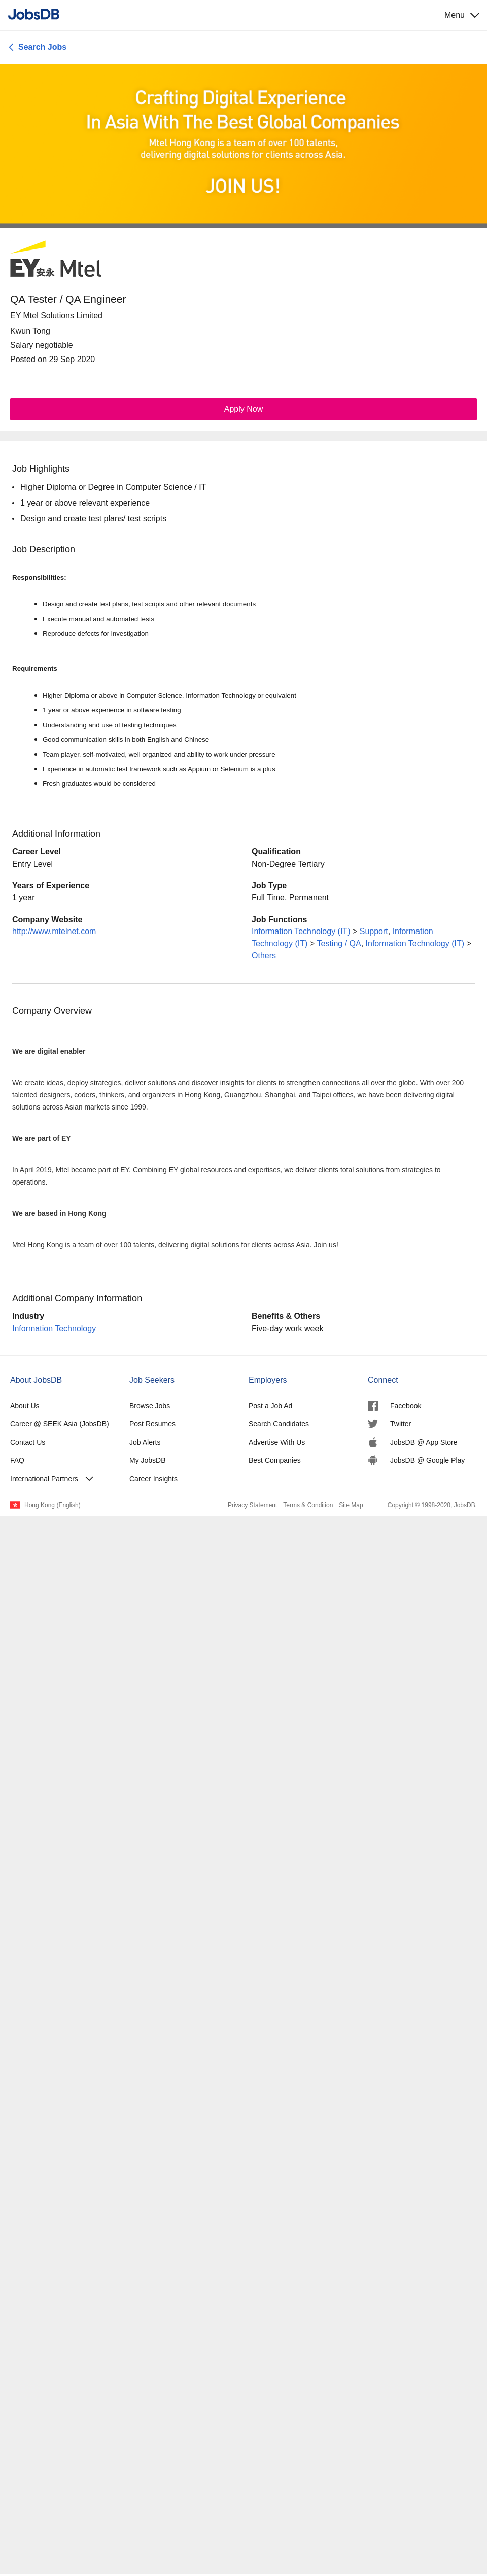 JobsDB
Menu
Search Jobs
Crafting Digital Experience
In Asia With The Best Global Companies
Mtel Hong Kong is a team of over 100 talents,
delivering digital solutions for clients across Asia.
JOIN US!
EY安永 Mtel
QA Tester / QA Engineer
EY Mtel Solutions Limited
Kwun Tong
Salary negotiable
Posted on 29 Sep 2020
Apply Now
Job Highlights
• Higher Diploma or Degree in Computer Science / IT
• 1 year or above relevant experience
• Design and create test plans/ test scripts
Job Description
Responsibilities:
• Design and create test plans, test scripts and other relevant documents
• Execute manual and automated tests
• Reproduce defects for investigation
Requirements
• Higher Diploma or above in Computer Science, Information Technology or equivalent
• 1 year or above experience in software testing
• Understanding and use of testing techniques
• Good communication skills in both English and Chinese
• Team player, self-motivated, well organized and ability to work under pressure
• Experience in automatic test framework such as Appium or Selenium is a plus
• Fresh graduates would be considered
Additional Information
Career Level
Entry Level
Qualification
Non-Degree Tertiary
Years of Experience
1 year
Job Type
Full Time, Permanent
Company Website
http://www.mtelnet.com
Job Functions
Information Technology (IT) > Support, Information
Technology (IT) > Testing / QA, Information Technology (IT) >
Others
Company Overview
We are digital enabler
We create ideas, deploy strategies, deliver solutions and discover insights for clients to strengthen connections all over the globe. With over 200
talented designers, coders, thinkers, and organizers in Hong Kong, Guangzhou, Shanghai, and Taipei offices, we have been delivering digital
solutions across Asian markets since 1999.
We are part of EY
In April 2019, Mtel became part of EY. Combining EY global resources and expertises, we deliver clients total solutions from strategies to
operations.
We are based in Hong Kong
Mtel Hong Kong is a team of over 100 talents, delivering digital solutions for clients across Asia. Join us!
Additional Company Information
Industry
Information Technology
Benefits & Others
Five-day work week
About JobsDB
About Us
Career @ SEEK Asia (JobsDB)
Contact Us
FAQ
International Partners
Job Seekers
Browse Jobs
Post Resumes
Job Alerts
My JobsDB
Career Insights
Employers
Post a Job Ad
Search Candidates
Advertise With Us
Best Companies
Connect
Facebook
Twitter
JobsDB @ App Store
JobsDB @ Google Play
Hong Kong (English)
Privacy Statement Terms & Condition Site Map Copyright © 1998-2020, JobsDB.